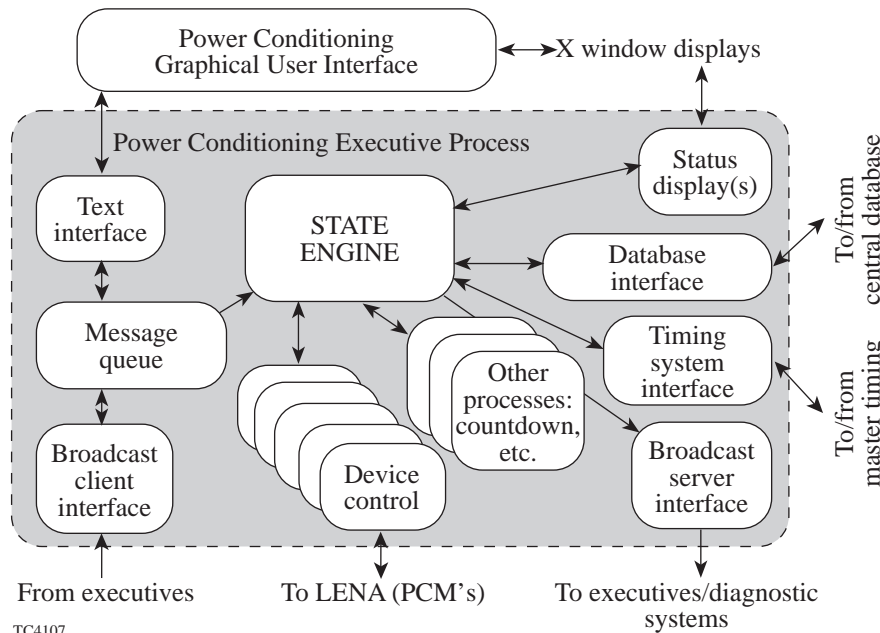 Power Conditioning
Graphical User Interface
X window displays
Power Conditioning Executive Process
Status
display(s)
Text
interface
STATE
ENGINE
Database
interface
To/from
central database
Message
queue
Timing
system
interface
To/from
master timing
Other
processes:
countdown,
etc.
Broadcast
client
interface
Device
control
Broadcast
server
interface
From executives
To LENA (PCM's)
To executives/diagnostic
systems
TC4107